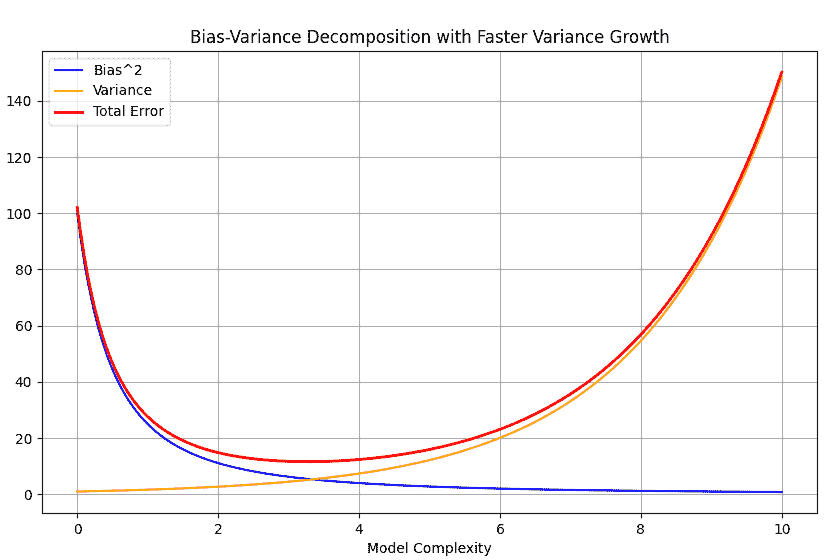 Bias-Variance Decomposition with Faster Variance Growth
Bias^2
Variance
Total Error
140
120
100
80
60
40
20
0
0 2 4 6 8 10
Model Complexity